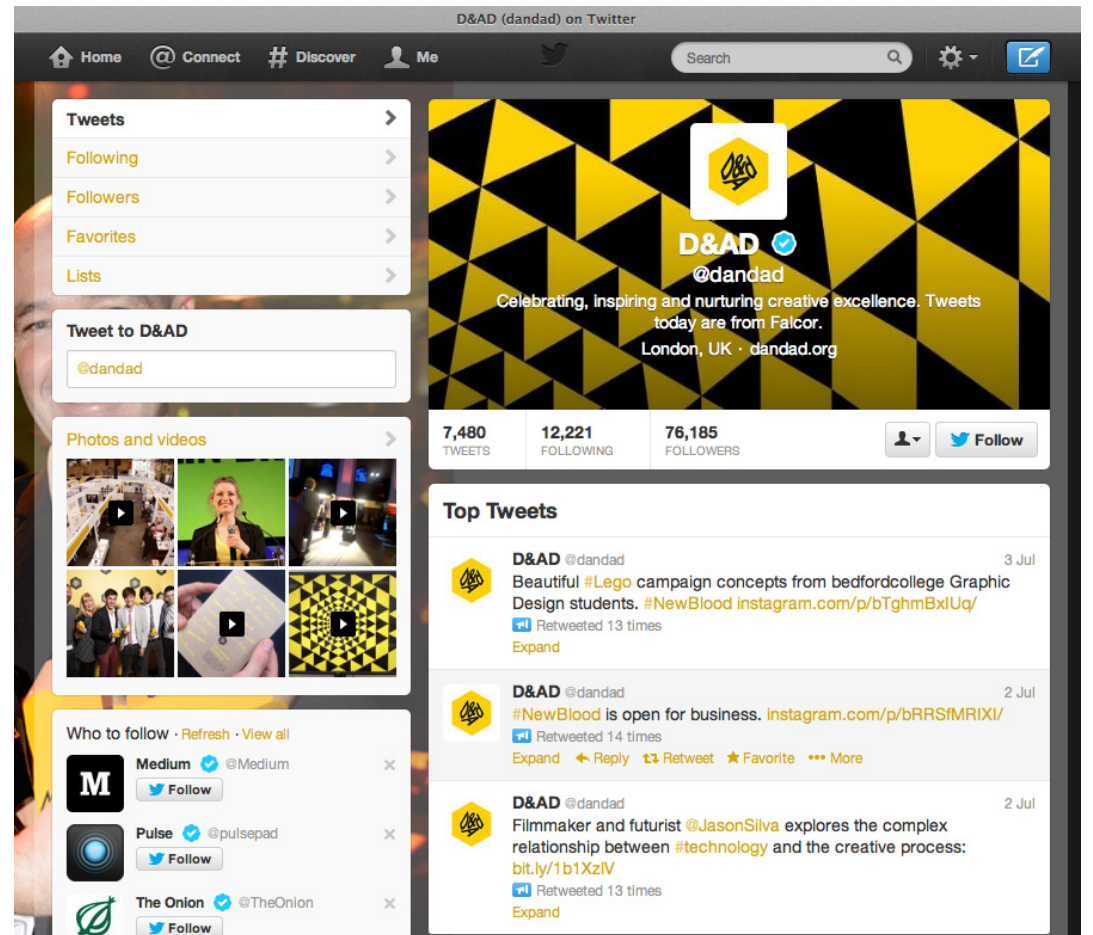 D&AD (dandad) on Twitter
Home
@ Connect
# Discover
Me
Search
Tweets
Following
Followers
Favorites
Lists
Tweet to D&AD
@dandad
Photos and videos
Who to follow · Refresh · View all
Medium @Medium
M
Follow
Pulse @pulsepad
Follow
The Onion @TheOnion
Follow
D&AD
D&AD
@dandad
Celebrating, inspiring and nurturing creative excellence. Tweets
today are from Falcor.
London, UK · dandad.org
7,480
TWEETS
12,221
FOLLOWING
76,185
FOLLOWERS
Follow
Top Tweets
D&AD @dandad 3 Jul
Beautiful #Lego campaign concepts from bedfordcollege Graphic
Design students. #NewBlood instagram.com/p/bTghmBxIUq/
Retweeted 13 times
Expand
D&AD @dandad 2 Jul
#NewBlood is open for business. instagram.com/p/bRRSfMRIXI/
Retweeted 14 times
Expand Reply Retweet Favorite ••• More
D&AD @dandad 2 Jul
Filmmaker and futurist @JasonSilva explores the complex
relationship between #technology and the creative process:
bit.ly/1b1XzlV
Retweeted 13 times
Expand